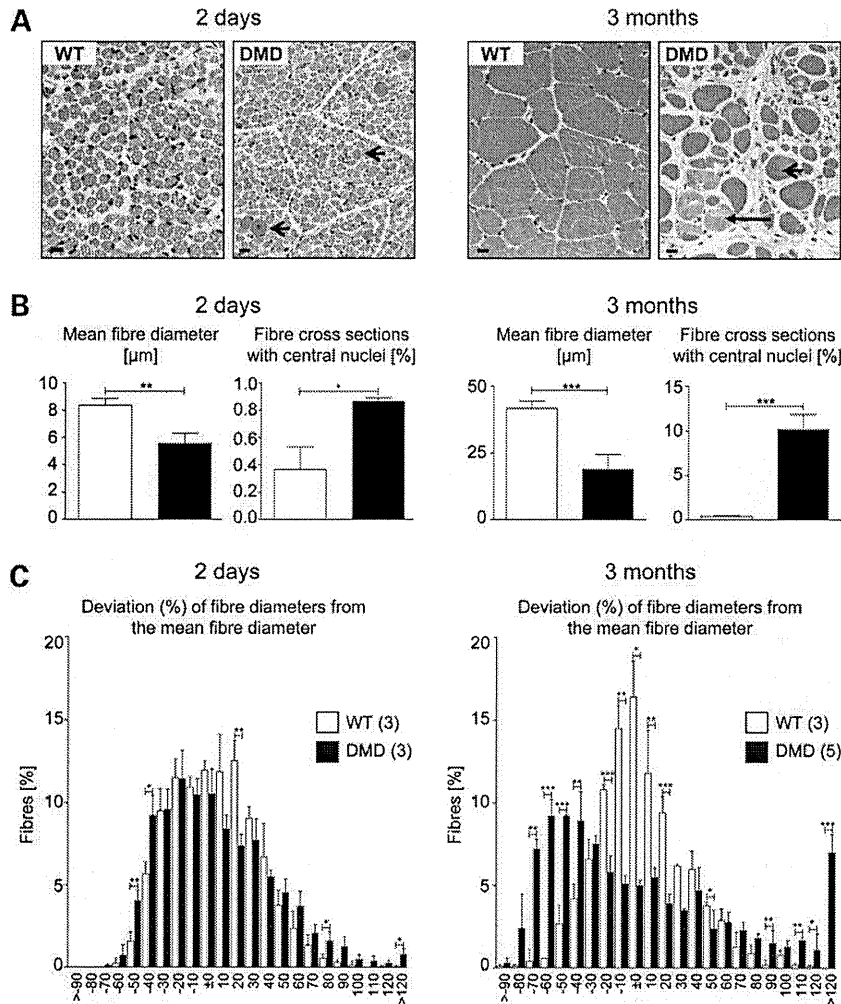 A
2 days
3 months
WT
DMD
WT
DMD
B
2 days
3 months
Mean fibre diameter
[µm]
Fibre cross sections
with central nuclei [%]
Mean fibre diameter
[µm]
Fibre cross sections
with central nuclei [%]
10
8
6
4
2
0
**
1.0
0.8
0.6
0.4
0.2
0.0
*
50
25
0
***
15
10
5
0
***
C
2 days
3 months
Deviation (%) of fibre diameters from
the mean fibre diameter
Deviation (%) of fibre diameters from
the mean fibre diameter
Fibres [%]
20
15
10
5
0
WT (3)
DMD (3)
** * ** * *
>-90 -80 -70 -60 -50 -40 -30 -20 -10 ±0 10 20 30 40 50 60 70 80 90 100 110 120 >120
Fibres [%]
20
15
10
5
0
WT (3)
DMD (5)
** *** *** ** *** ** * ** *** * ** ** * ***
>-90 -80 -70 -60 -50 -40 -30 -20 -10 ±0 10 20 30 40 50 60 70 80 90 100 110 120 >120